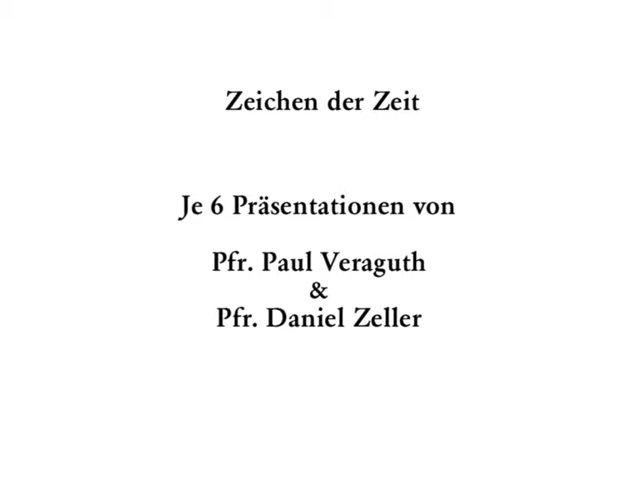 Zeichen der Zeit
Je 6 Präsentationen von
Pfr. Paul Veraguth
&
Pfr. Daniel Zeller